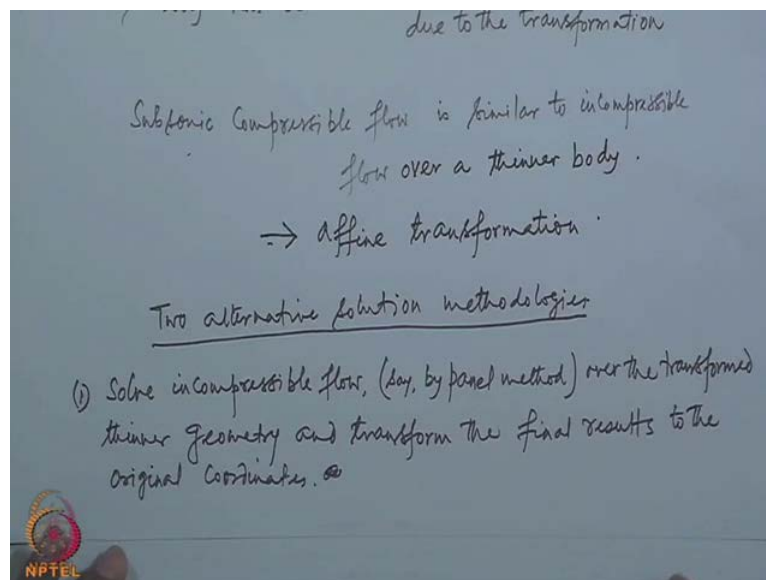 due to the transformation
Subsonic Compressible flow is similar to incompressible
flow over a thinner body.
→ Affine transformation.
Two alternative solution methodologies
(1) Solve incompressible flow, (say, by panel method) over the transformed
thinner geometry and transform the final results to the
original coordinates.
NPTEL